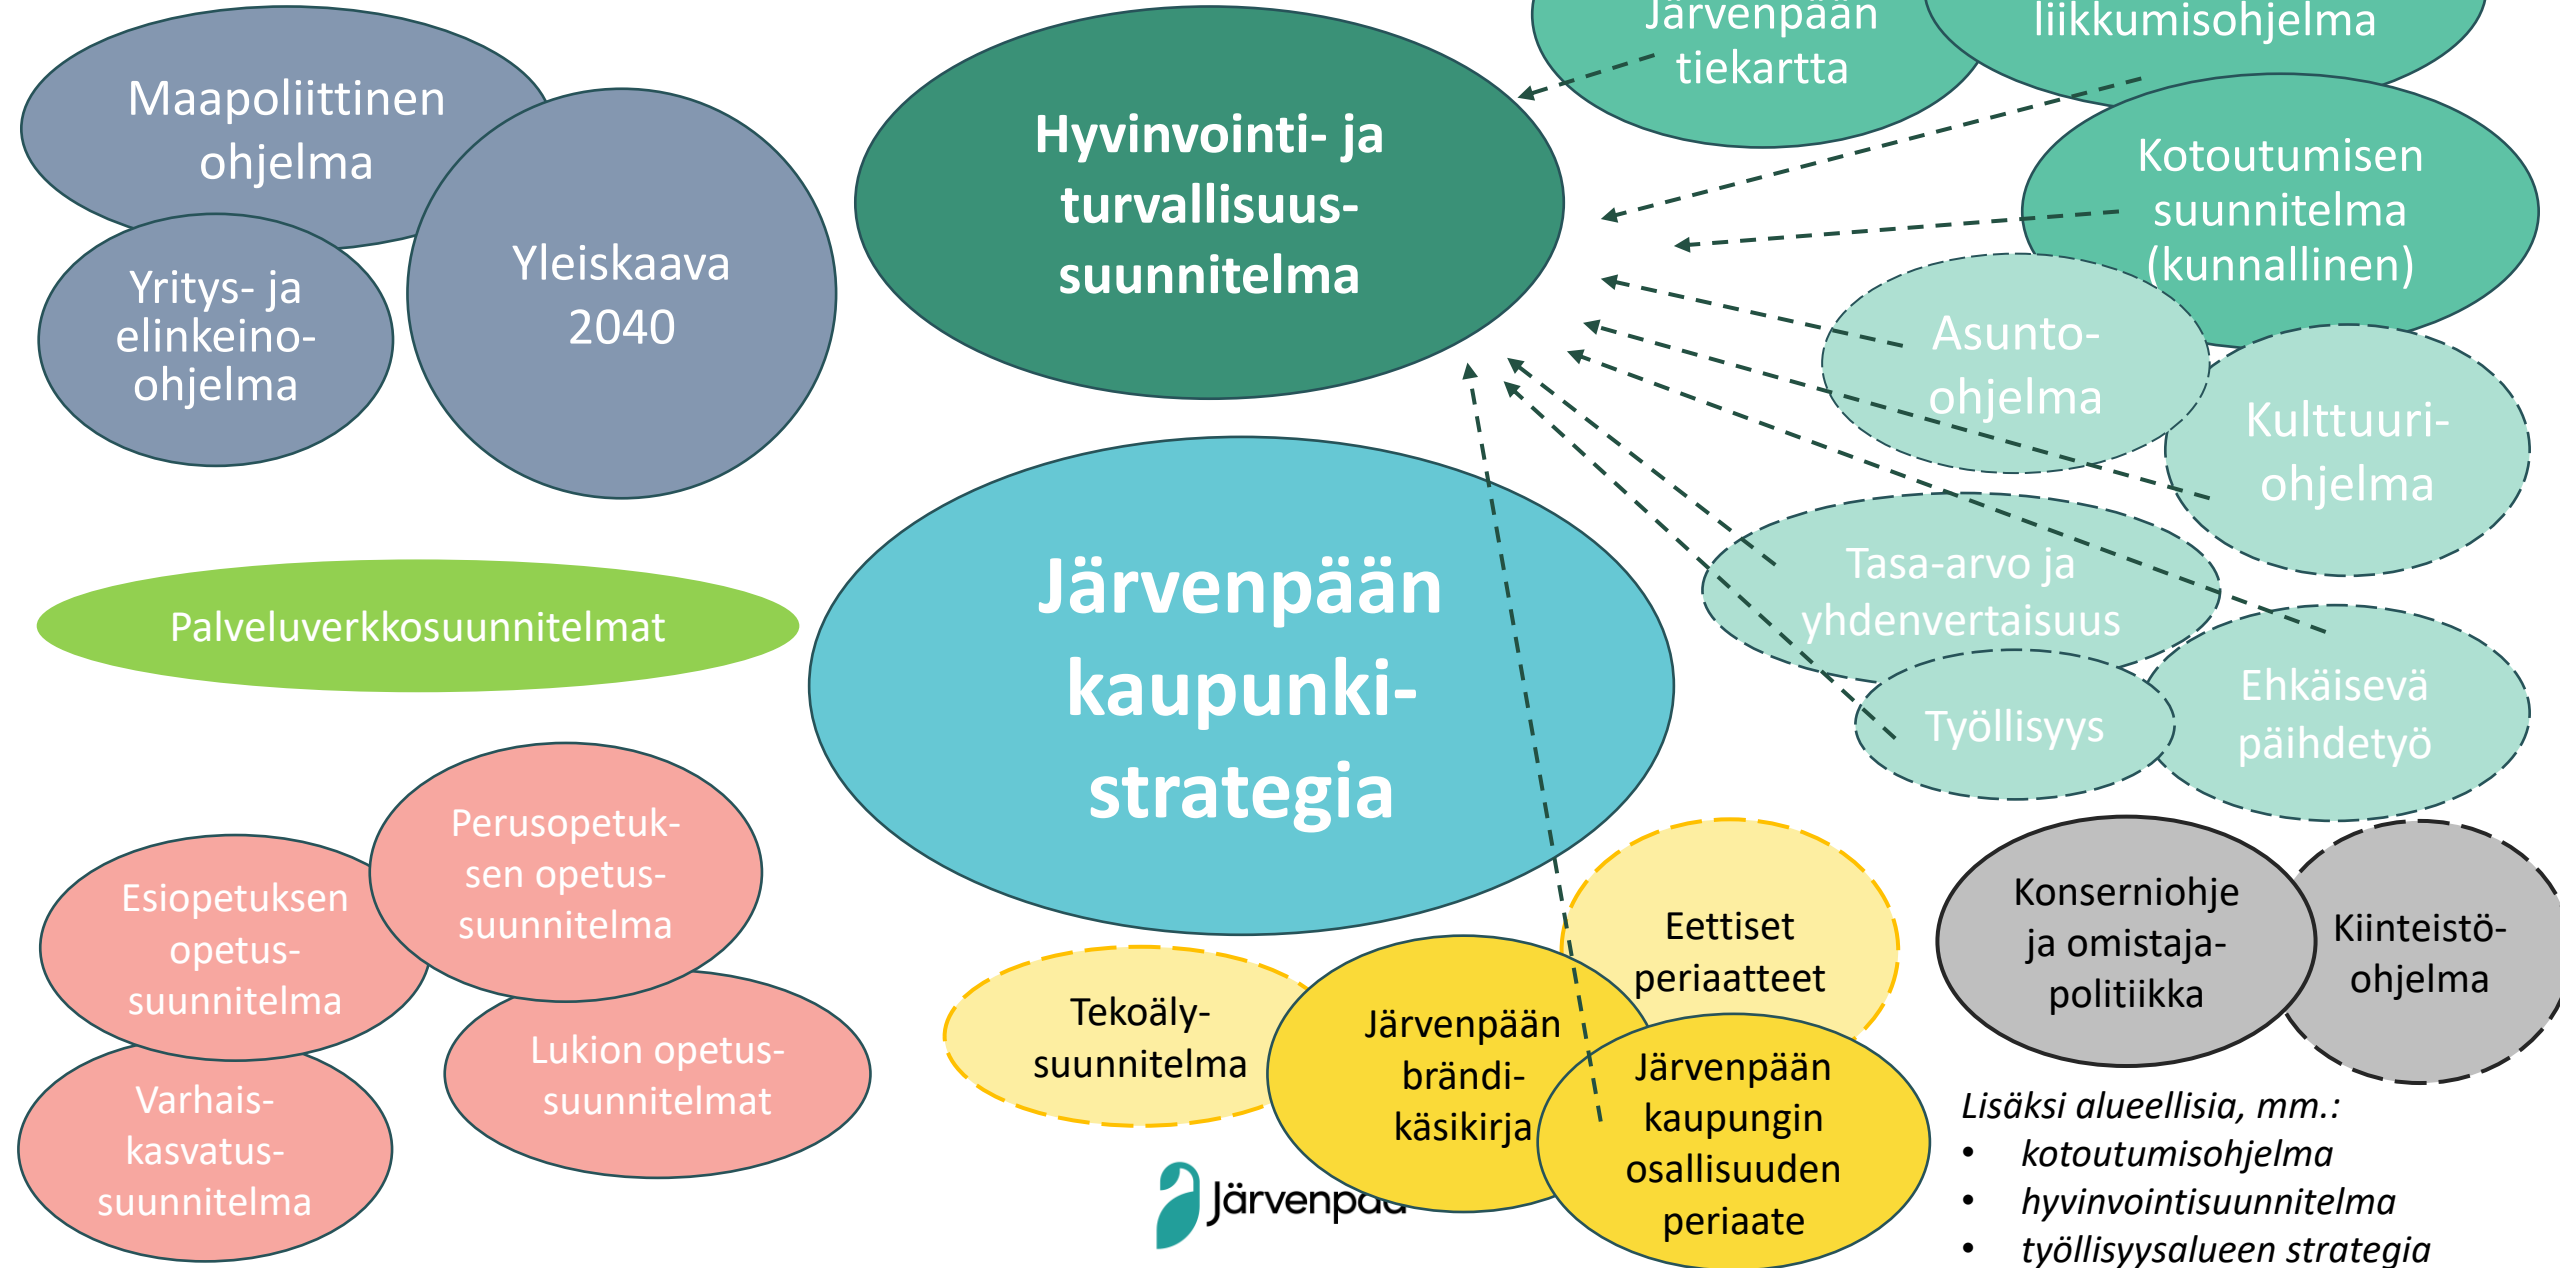 Maapoliittinen
ohjelma
Yritys- ja
elinkeino-
ohjelma
Yleiskaava
2040
Hyvinvointi- ja
turvallisuus-
suunnitelma
Järvenpään
tiekartta
liikkumisohjelma
Kotoutumisen
suunnitelma
(kunnallinen)
Asunto-
ohjelma
Kulttuuri-
ohjelma
Tasa-arvo ja
yhdenvertaisuus
Työllisyys
Ehkäisevä
päihdetyö
Palveluverkkosuunnitelmat
Järvenpään
kaupunki-
strategia
Perusopetuk-
sen opetus-
suunnitelma
Esiopetuksen
opetus-
suunnitelma
Lukion opetus-
suunnitelmat
Varhais-
kasvatus-
suunnitelma
Tekoäly-
suunnitelma
Järvenpään
brändi-
käsikirja
Eettiset
periaatteet
Järvenpään
kaupungin
osallisuuden
periaate
Konserniohje
ja omistaja-
politiikka
Kiinteistö-
ohjelma
Lisäksi alueellisia, mm.:
• kotoutumisohjelma
• hyvinvointisuunnitelma
• työllisyysalueen strategia
Järvenpää